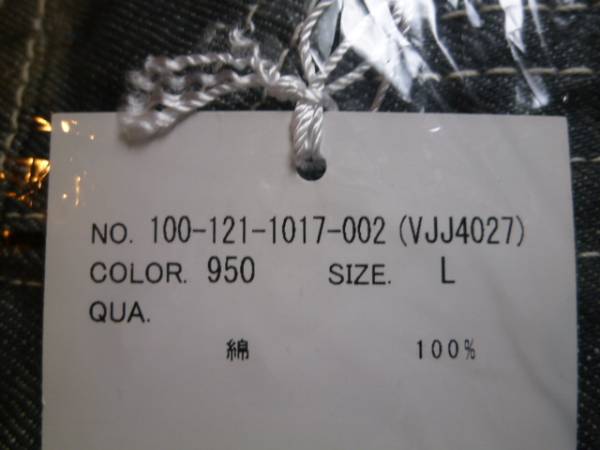 NO. 100-121-1017-002 (VJJ4027)
COLOR. 950 SIZE. L
QUA.
綿 100%